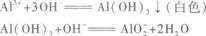 Al³⁺+3OH⁻══Al(OH)₃↓(白色)
Al(OH)₃+OH⁻══AlO₂⁻+2H₂O